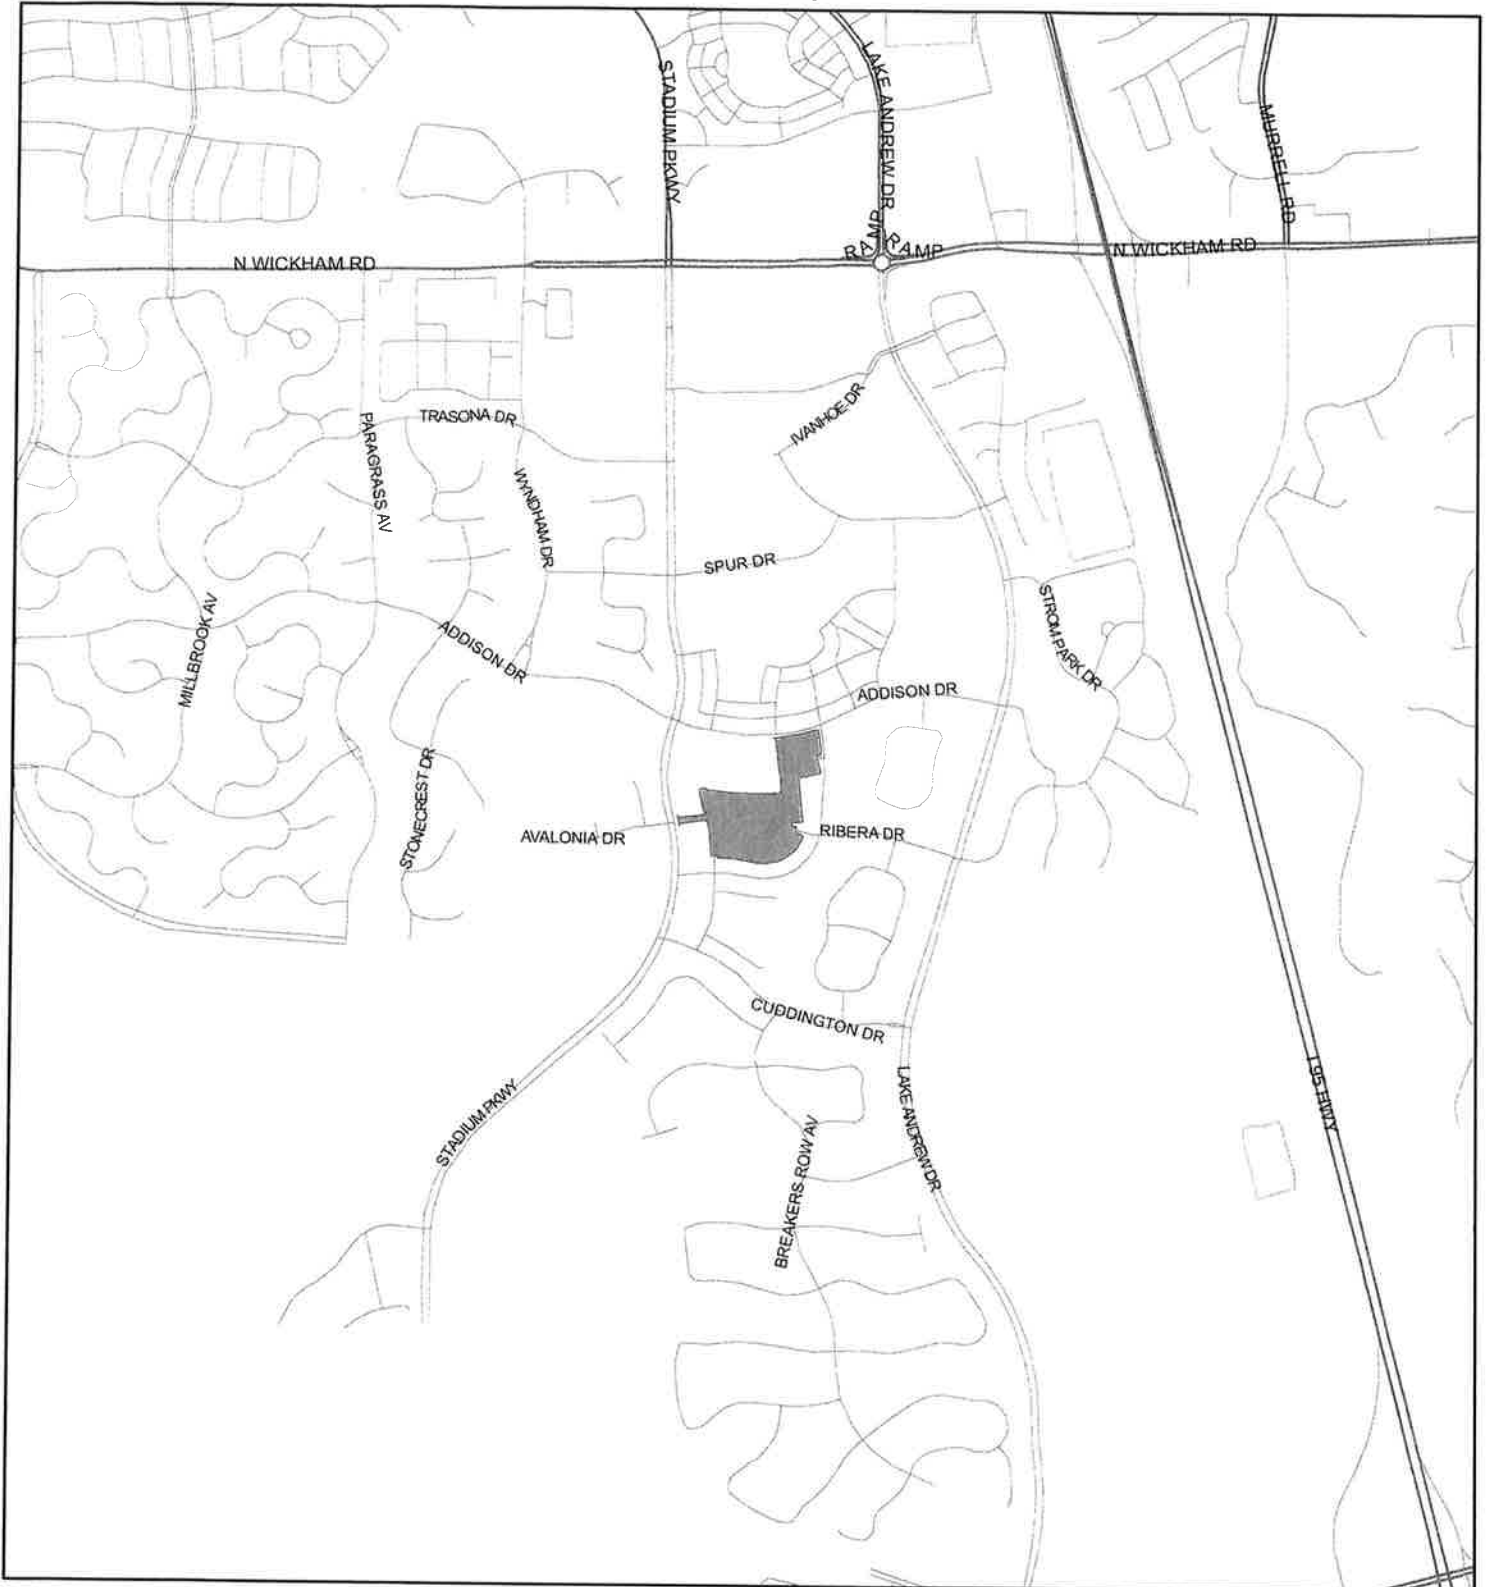 STADIUM PKWY
LAKE ANDREW DR
MURRELL RD
RAMP
RAMP
N WICKHAM RD
N WICKHAM RD
TRASONA DR
IVANHOE DR
PARAGRASS AV
WYNDHAM DR
SPUR DR
MILLBROOK AV
ADDISON DR
STROM PARK DR
ADDISON DR
STONECREST DR
AVALONIA DR
RIBERA DR
CUDDINGTON DR
STADIUM PKWY
LAKE ANDREW DR
I 95 HWY
BREAKERS ROW AV